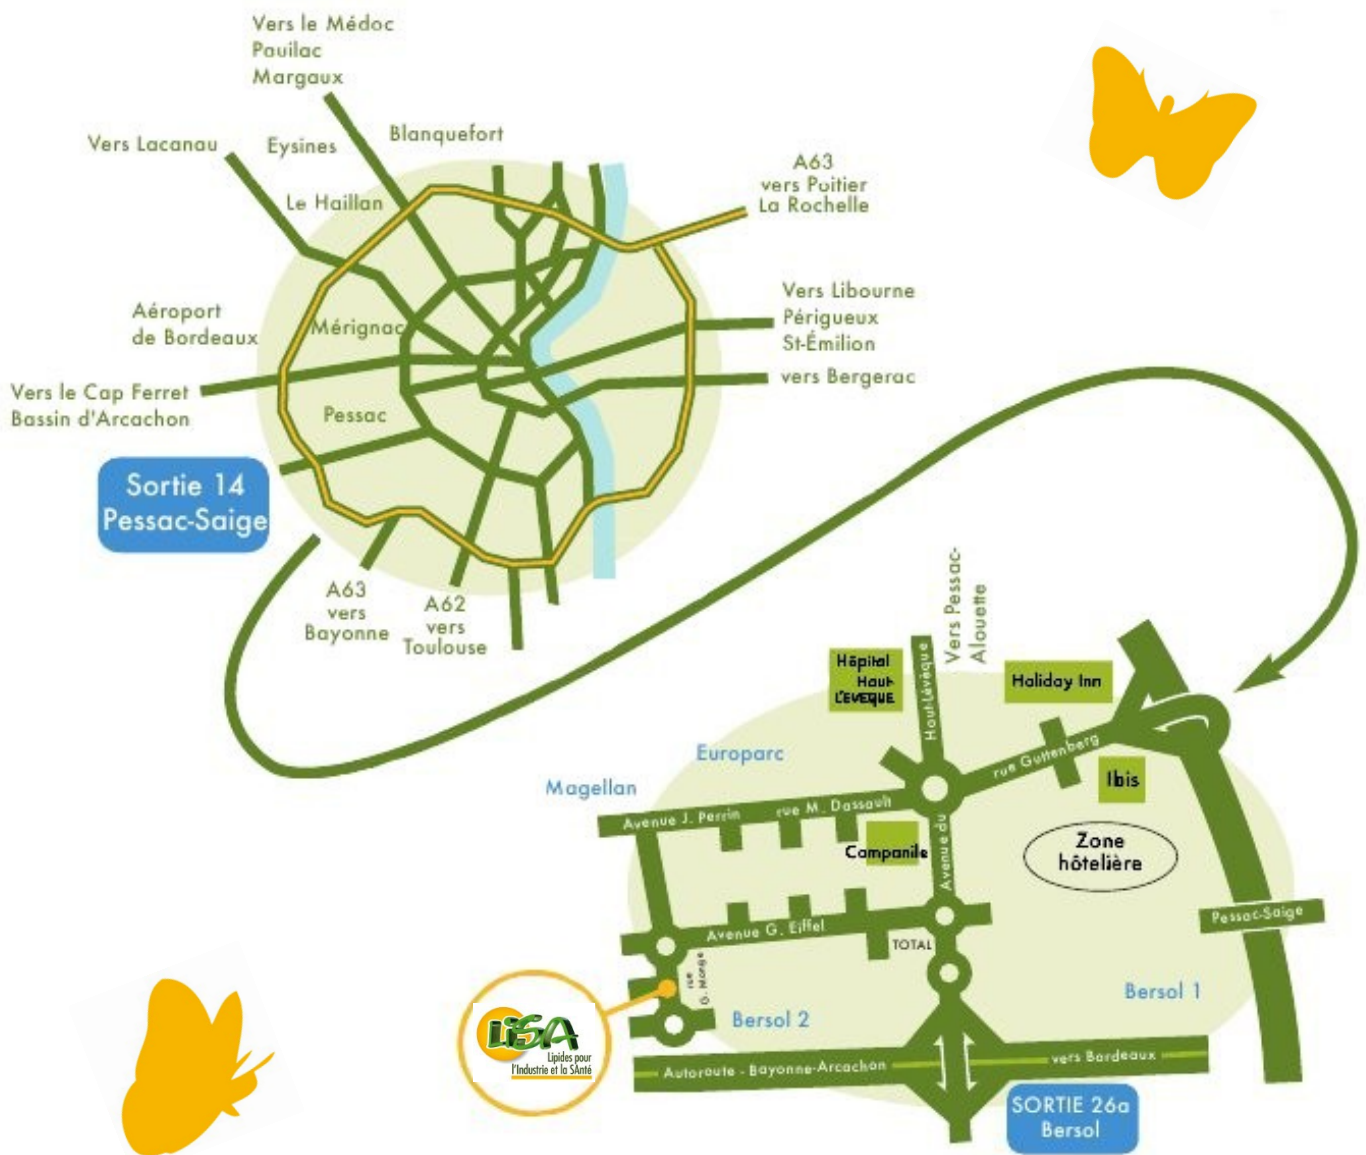 Vers le Médoc
Pauilac
Margaux
Blanquefort
Vers Lacanau
Eysines
A63
vers Poitier
La Rochelle
Le Haillan
Vers Libourne
Périgueux
St-Émilion
Aéroport
de Bordeaux
Mérignac
vers Bergerac
Vers le Cap Ferret
Bassin d'Arcachon
Pessac
Sortie 14
Pessac-Saige
A63
vers
Bayonne
A62
vers
Toulouse
Vers Pessac-
Alouette
Hôpital
Haut-
L'EVEQUE
Haut-Lévèque
Holiday Inn
Europarc
rue Guttenberg
Ibis
Magellan
Avenue J. Perrin
rue M. Dassault
Campanile
Avenue du
Zone
hôtelière
Pessac-Saige
Avenue G. Eiffel
TOTAL
rue
G. Monge
Bersol 1
Bersol 2
LISA
Lipides pour
l'Industrie et la SAnté
Autoroute - Bayonne-Arcachon
vers Bordeaux
SORTIE 26a
Bersol